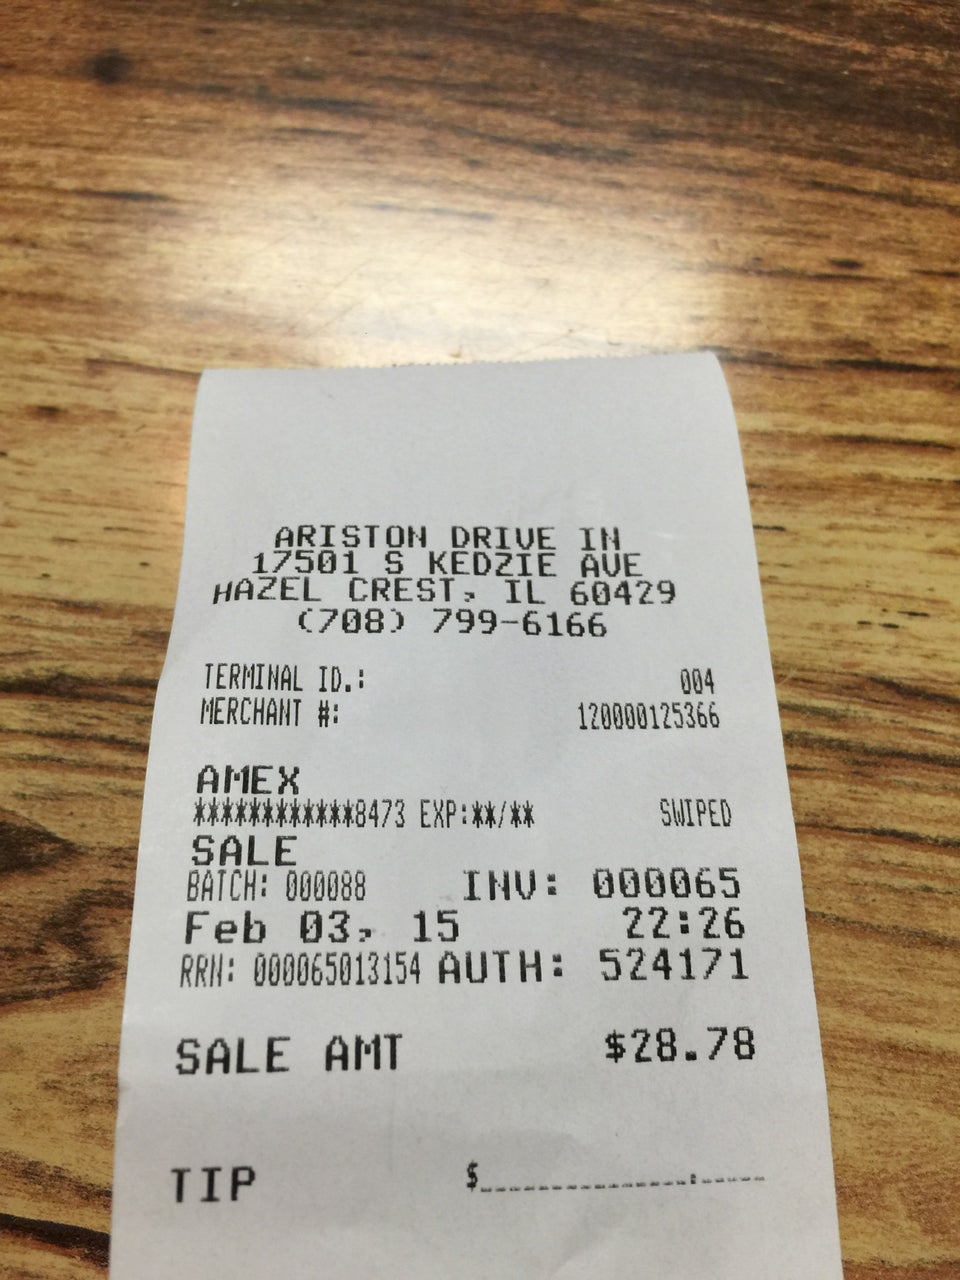 ARISTON DRIVE IN
17501 S KEDZIE AVE
HAZEL CREST, IL 60429
(708) 799-6166
TERMINAL ID.: 004
MERCHANT #: 120000125366
AMEX
***********8473 EXP:**/** SWIPED
SALE
BATCH: 000088 INV: 000065
Feb 03, 15 22:26
RRN: 000065013154 AUTH: 524171
SALE AMT $28.78
TIP $